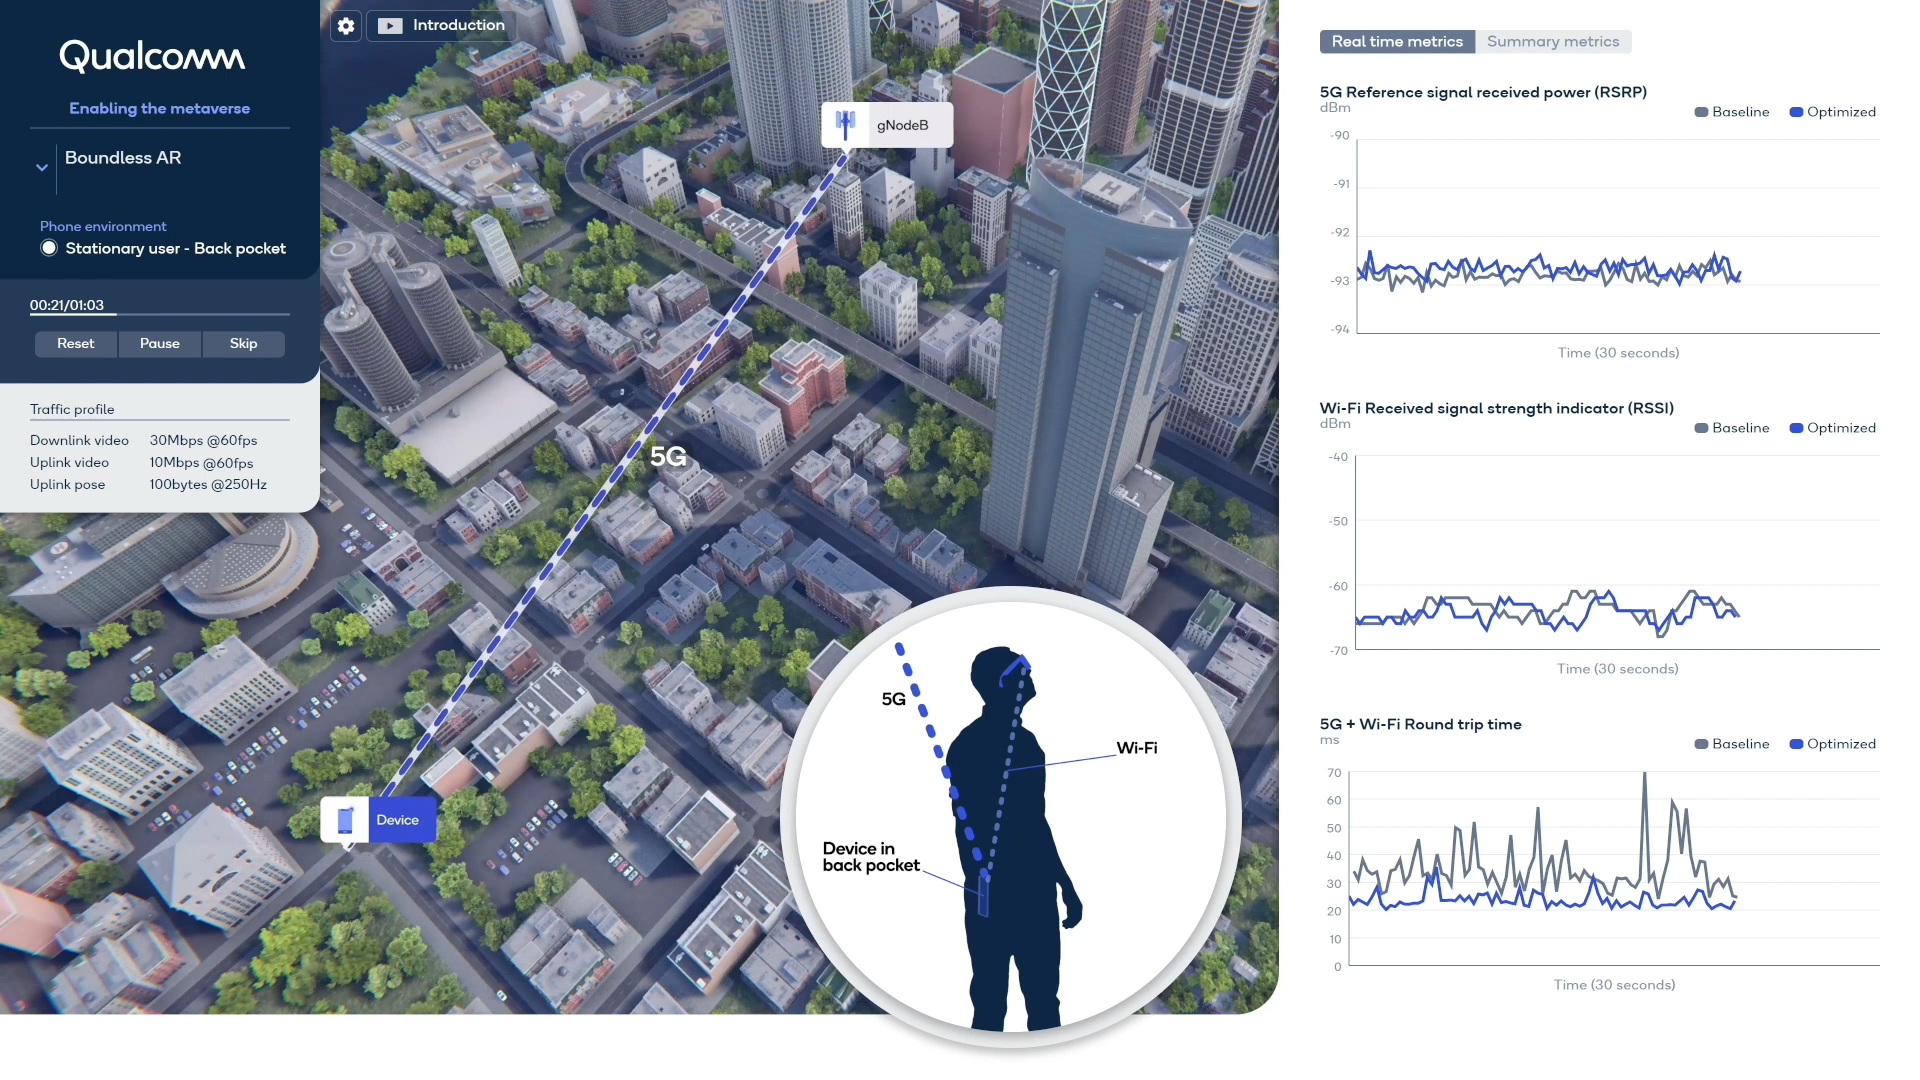 Qualcomm
Enabling the metaverse
Boundless AR
Phone environment
Stationary user - Back pocket
00:21/01:03
Reset
Pause
Skip
Traffic profile
Downlink video 30Mbps @60fps
Uplink video 10Mbps @60fps
Uplink pose 100bytes @250Hz
Introduction
gNodeB
H
5G
Device
5G
Wi-Fi
Device in
back pocket
Real time metrics
Summary metrics
5G Reference signal received power (RSRP)
dBm
Baseline
Optimized
-90
-91
-92
-93
-94
Time (30 seconds)
Wi-Fi Received signal strength indicator (RSSI)
dBm
Baseline
Optimized
-40
-50
-60
-70
Time (30 seconds)
5G + Wi-Fi Round trip time
ms
Baseline
Optimized
70
60
50
40
30
20
10
0
Time (30 seconds)